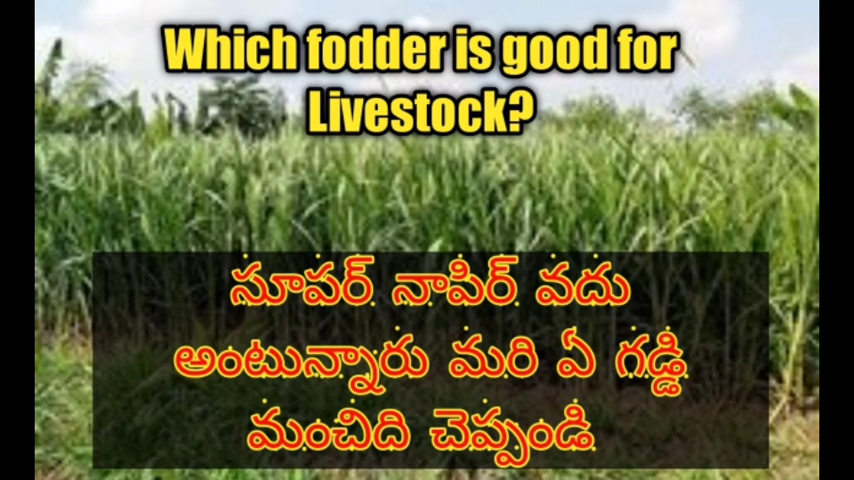 Which fodder is good for
Livestock?
సూపర్ నాపిర్ వదు
అంటున్నారు మరి ఏ గడ్డి
మంచిది చెప్పండి